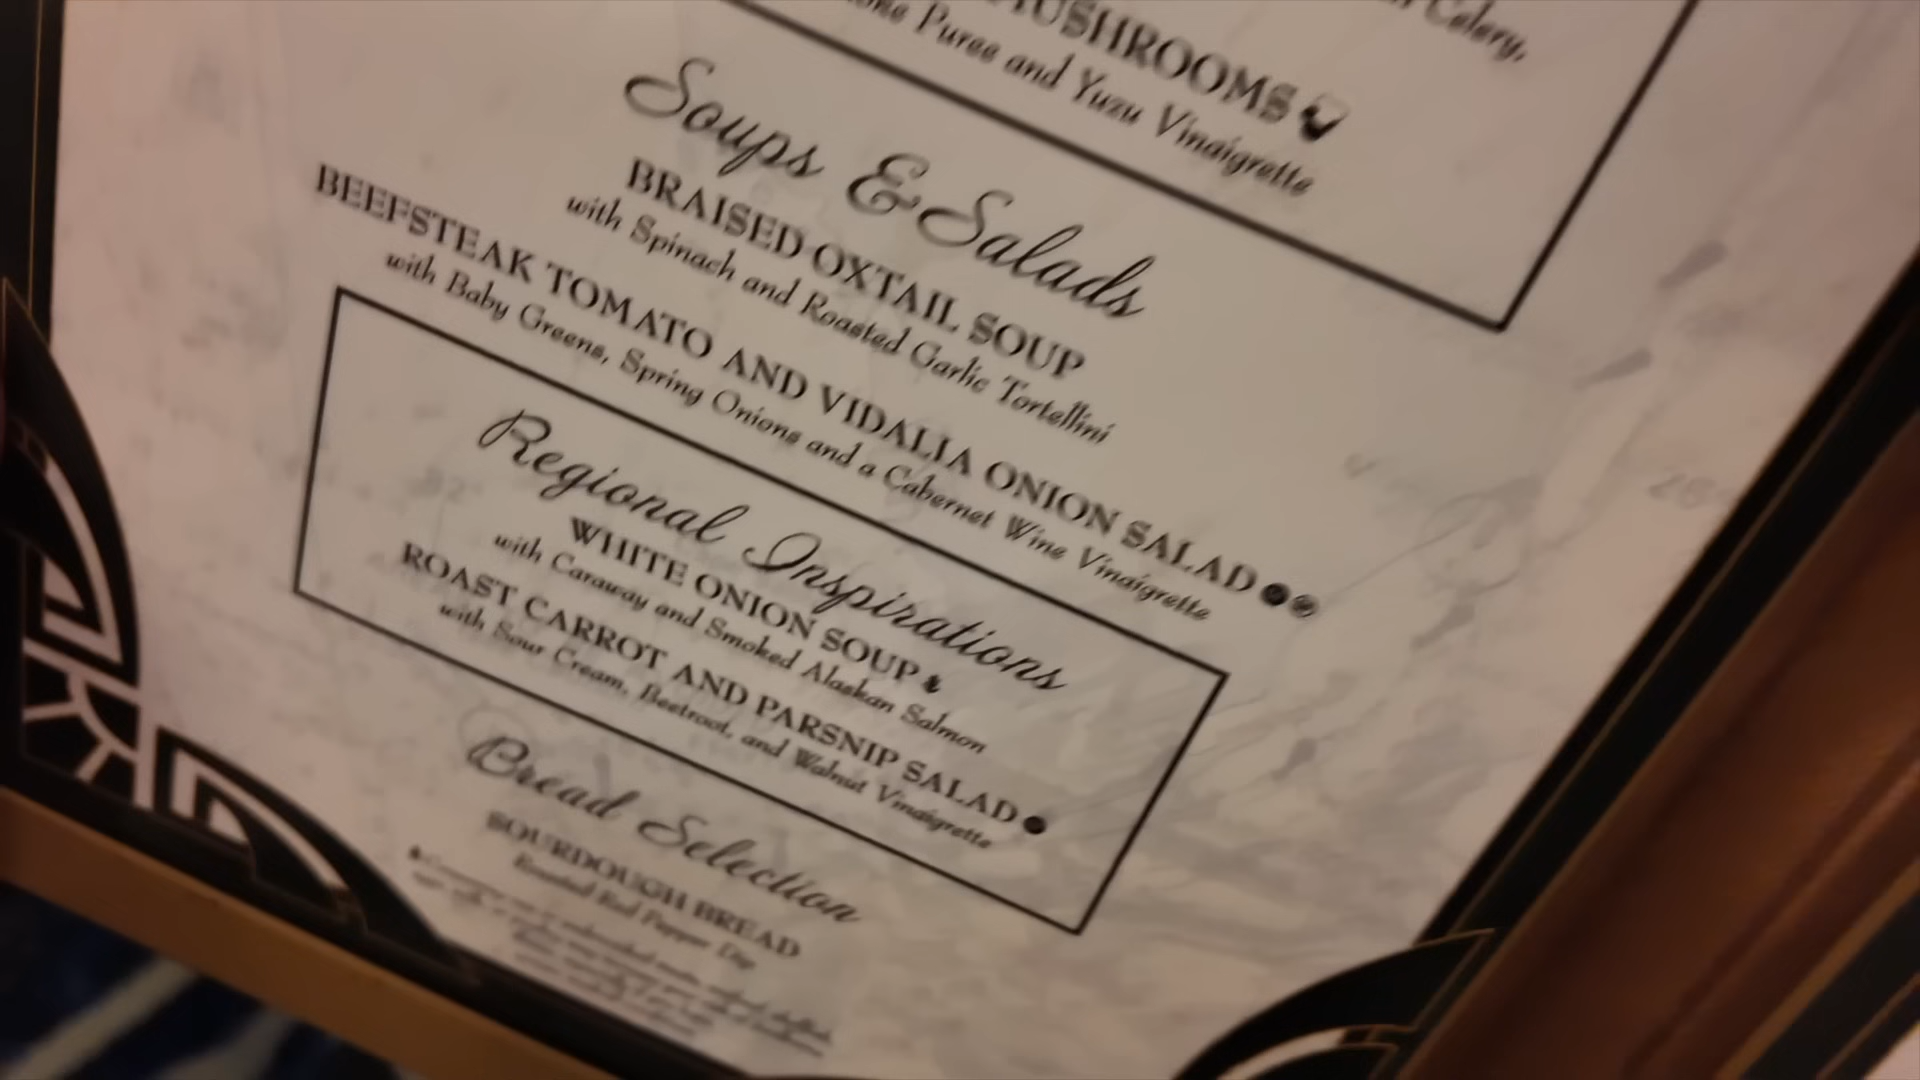 Celery,
MUSHROOMS
Puree and Yuzu Vinaigrette
Soups & Salads
BRAISED OXTAIL SOUP
with Spinach and Roasted Garlic Tortellini
BEEFSTEAK TOMATO AND VIDALIA ONION SALAD
with Baby Greens, Spring Onions and a Cabernet Wine Vinaigrette
Regional Inspirations
WHITE ONION SOUP
with Caraway and Smoked Alaskan Salmon
ROAST CARROT AND PARSNIP SALAD
with Sour Cream, Beetroot, and Walnut Vinaigrette
Bread Selection
SOURDOUGH BREAD
Roasted Red Pepper Dip